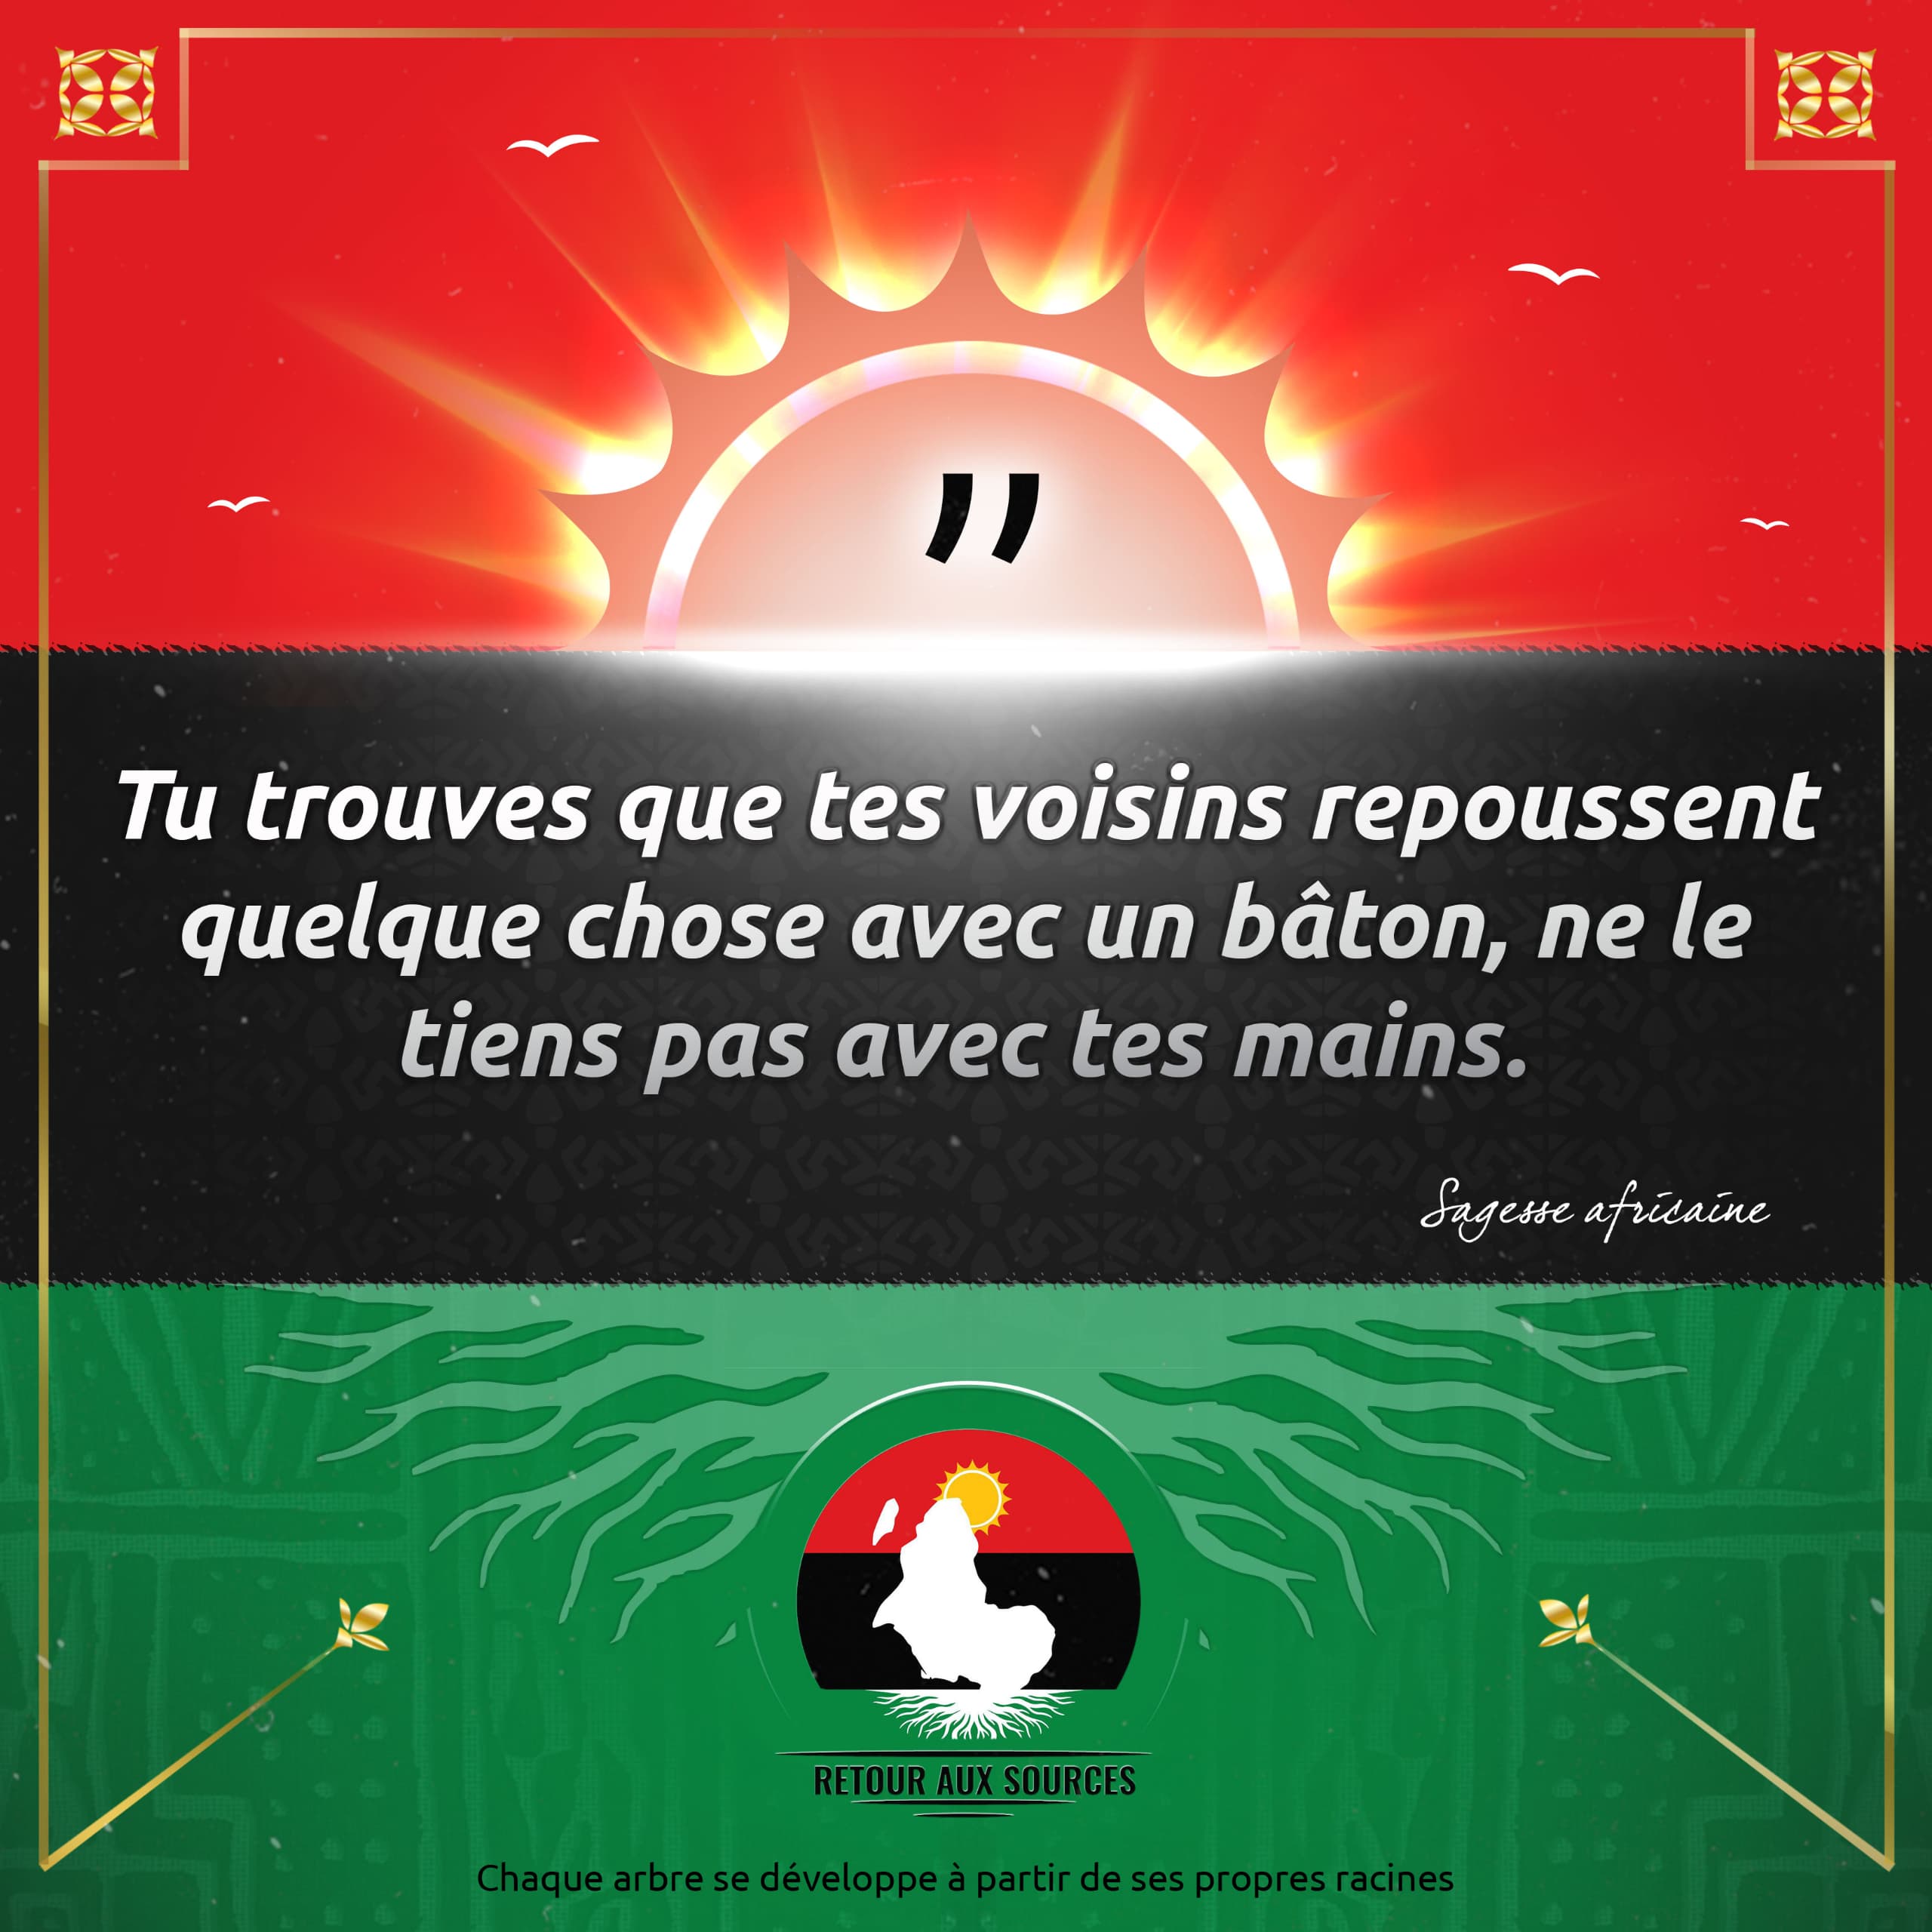 ”
Tu trouves que tes voisins repoussent
quelque chose avec un bâton, ne le
tiens pas avec tes mains.
Sagesse africaine
RETOUR AUX SOURCES
Chaque arbre se développe à partir de ses propres racines